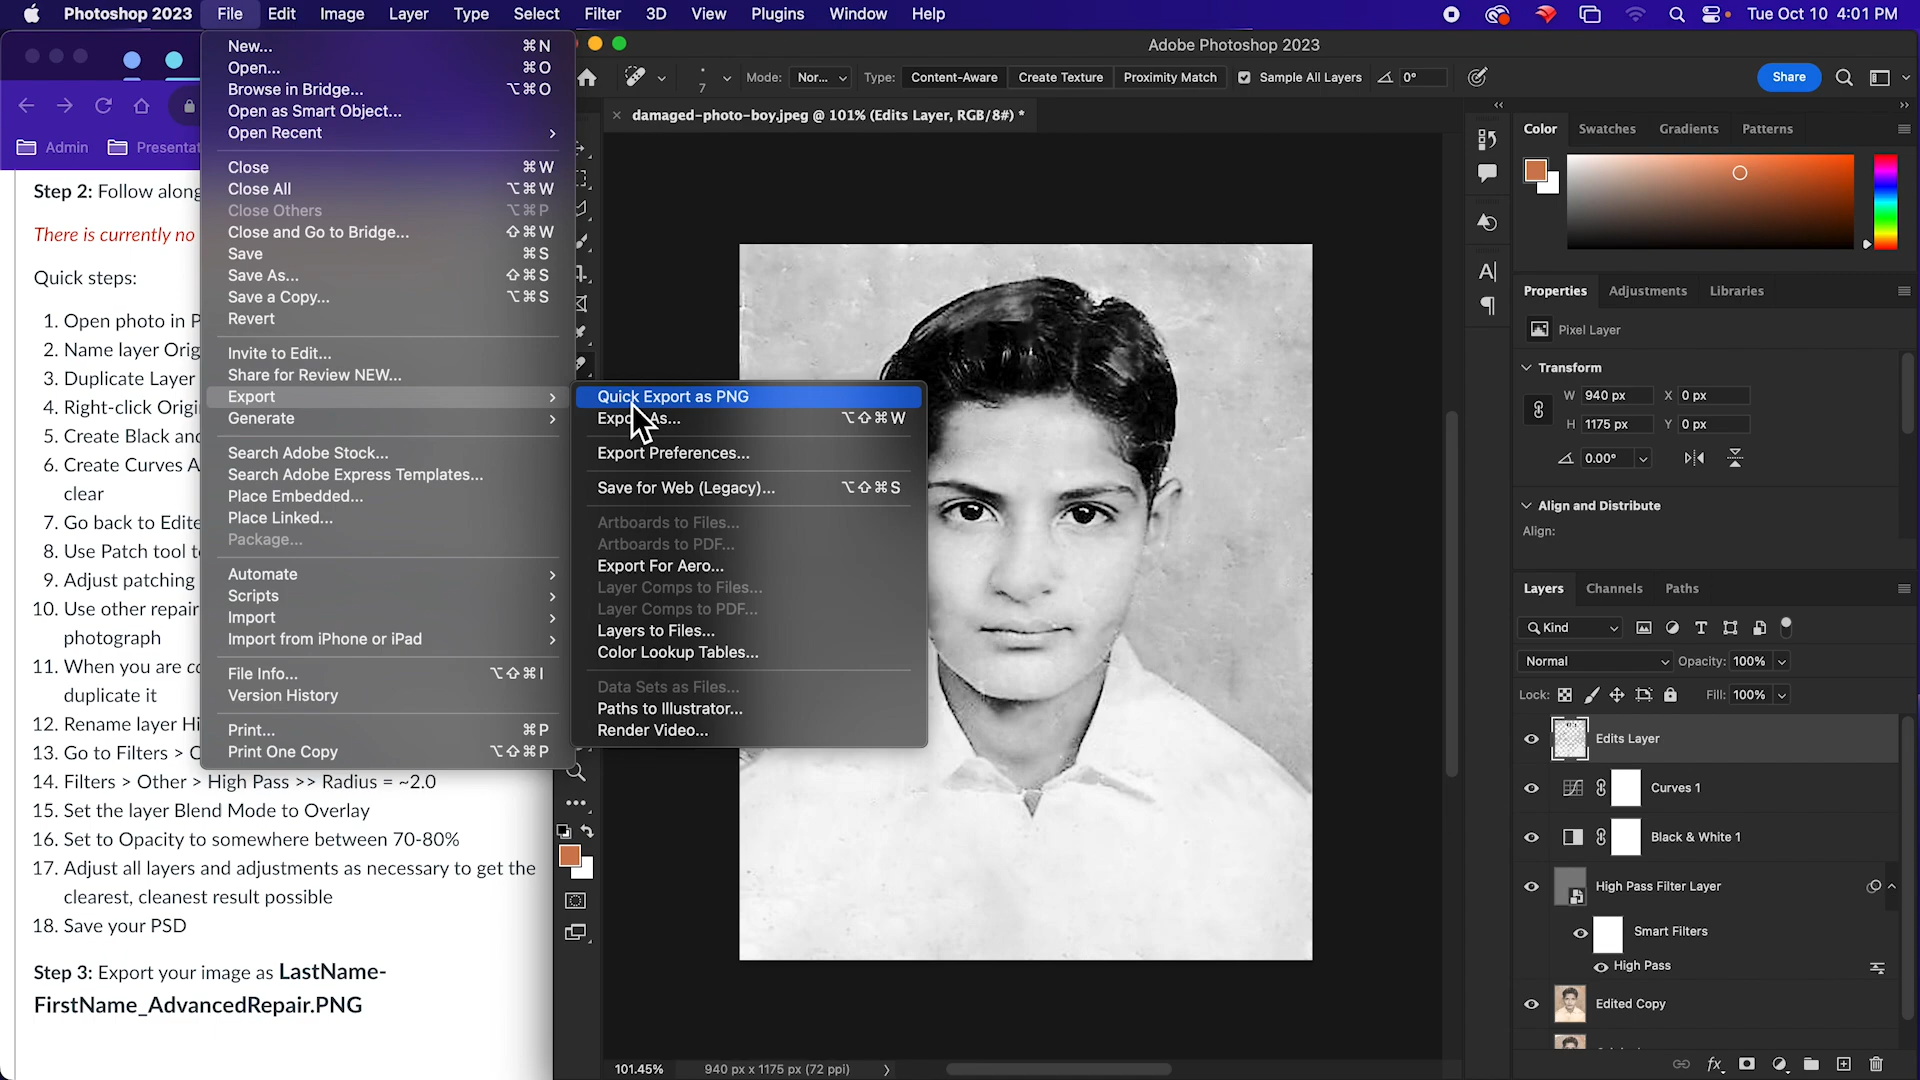 Photoshop 2023 File Edit Image Layer Type Select Filter 3D View Plugins Window Help Tue Oct 10 4:01 PM
Adobe Photoshop 2023
7 Mode: Nor... Type: Content-Aware Create Texture Proximity Match Sample All Layers 0° Share
damaged-photo-boy.jpeg @ 101% (Edits Layer, RGB/8#) *
Admin
New... ⌘N
Open... ⌘O
Browse in Bridge... ⌥⌘O
Open as Smart Object...
Open Recent
Close ⌘W
Close All ⌥⌘W
Close Others ⌥⌘P
Close and Go to Bridge... ⇧⌘W
Save ⌘S
Save As... ⇧⌘S
Save a Copy... ⌥⌘S
Revert
Invite to Edit...
Share for Review NEW...
Export
Generate
Search Adobe Stock...
Search Adobe Express Templates...
Place Embedded...
Place Linked...
Package...
Automate
Scripts
Import
Import from iPhone or iPad
File Info... ⌥⇧⌘I
Version History
Print... ⌘P
Print One Copy ⌥⇧⌘P
Quick Export as PNG
Export As... ⌥⇧⌘W
Export Preferences...
Save for Web (Legacy)... ⌥⇧⌘S
Artboards to Files...
Artboards to PDF...
Export For Aero...
Layer Comps to Files...
Layer Comps to PDF...
Layers to Files...
Color Lookup Tables...
Data Sets as Files...
Paths to Illustrator...
Render Video...
Step 2: Follow along
There is currently no
Quick steps:
1. Open photo in
2. Name layer
3. Duplicate Layer
4. Right-click
5. Create Black
6. Create Curves
clear
7. Go back to
8. Use Patch tool
9. Adjust patching
10. Use other repair
photograph
11. When you are
duplicate it
12. Rename layer
13. Go to Filters >
14. Filters > Other > High Pass >> Radius = ~2.0
15. Set the layer Blend Mode to Overlay
16. Set to Opacity to somewhere between 70-80%
17. Adjust all layers and adjustments as necessary to get the
clearest, cleanest result possible
18. Save your PSD
Step 3: Export your image as LastName-
FirstName_AdvancedRepair.PNG
101.45% 940 px x 1175 px (72 ppi)
Color Swatches Gradients Patterns
Properties Adjustments Libraries
Pixel Layer
Transform
W 940 px X 0 px
H 1175 px Y 0 px
0.00°
Align and Distribute
Align:
Layers Channels Paths
Kind
Normal Opacity: 100%
Lock: Fill: 100%
Edits Layer
Curves 1
Black & White 1
High Pass Filter Layer
Smart Filters
High Pass
Edited Copy